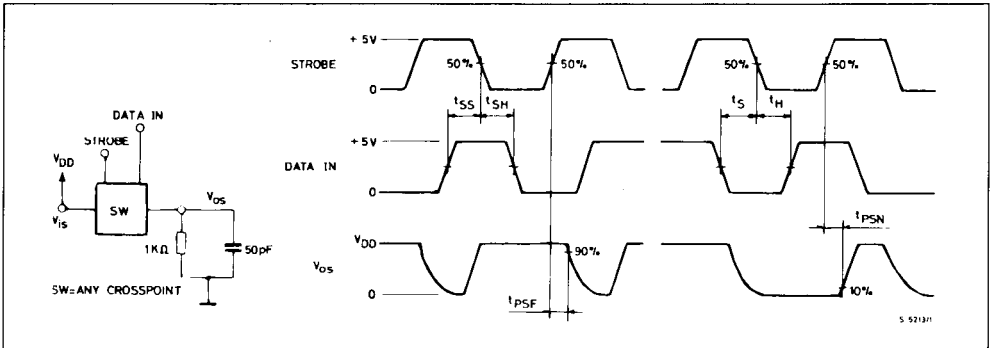 DATA IN
STROBE
VDD
Vis
SW
Vos
1KΩ
50pF
SW=ANY CROSSPOINT
STROBE
+ 5V
0
50%
50%
50%
50%
tSS
tSH
tS
tH
DATA IN
+ 5V
0
tPSN
Vos
VDD
0
90%
10%
tPSF
S 5213/1